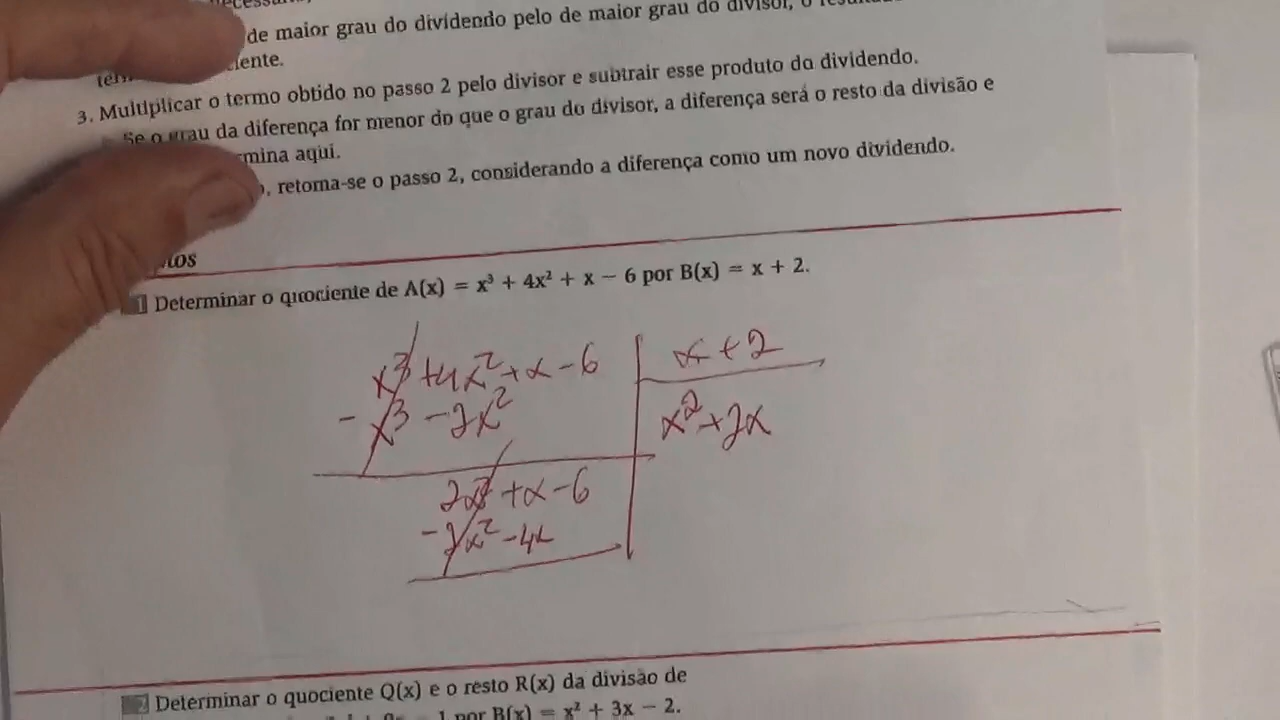 de maior grau do dividendo pelo de maior grau do divisor, o
3. Multiplicar o termo obtido no passo 2 pelo divisor e subtrair esse produto do dividendo.
Se o grau da diferença for menor do que o grau do divisor, a diferença será o resto da divisão e
aqui.
retorna-se o passo 2, considerando a diferença como um novo dividendo.
1 Determinar o quociente de A(x) = x³ + 4x² + x − 6 por B(x) = x + 2.
x³ + 4x² + x − 6 x + 2
− x³ − 2x² x² + 2x
2x² + x − 6
− 2x² − 4x
2 Determinar o quociente Q(x) e o resto R(x) da divisão de
1 por B(x) = x² + 3x − 2.